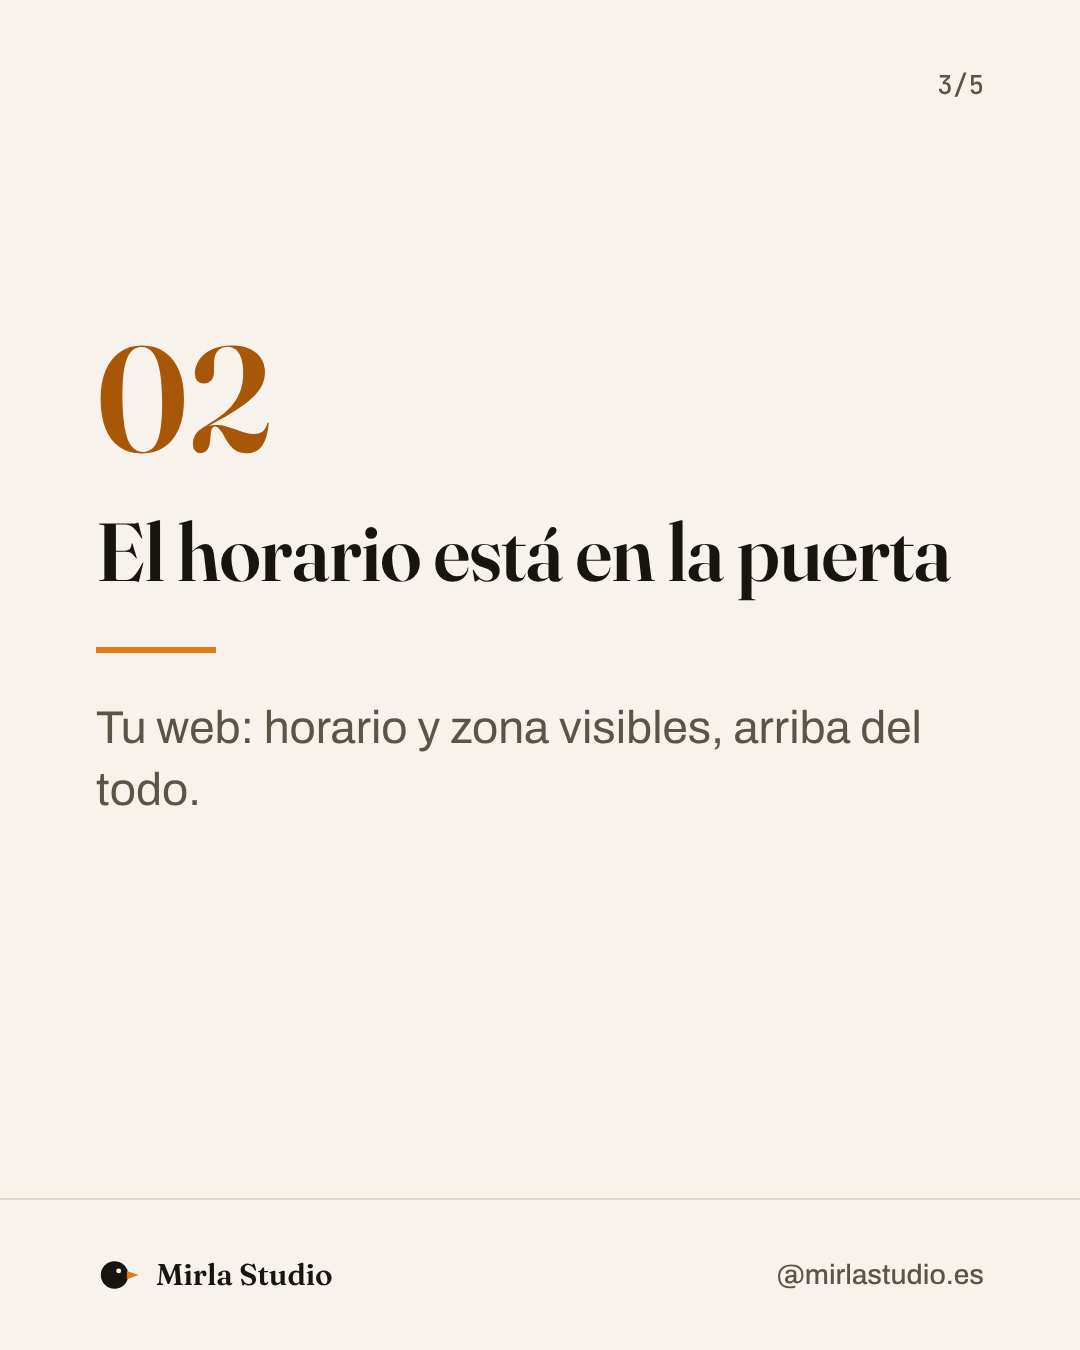 3/5
02
El horario está en la puerta
Tu web: horario y zona visibles, arriba del
todo.
Mirla Studio
@mirlastudio.es